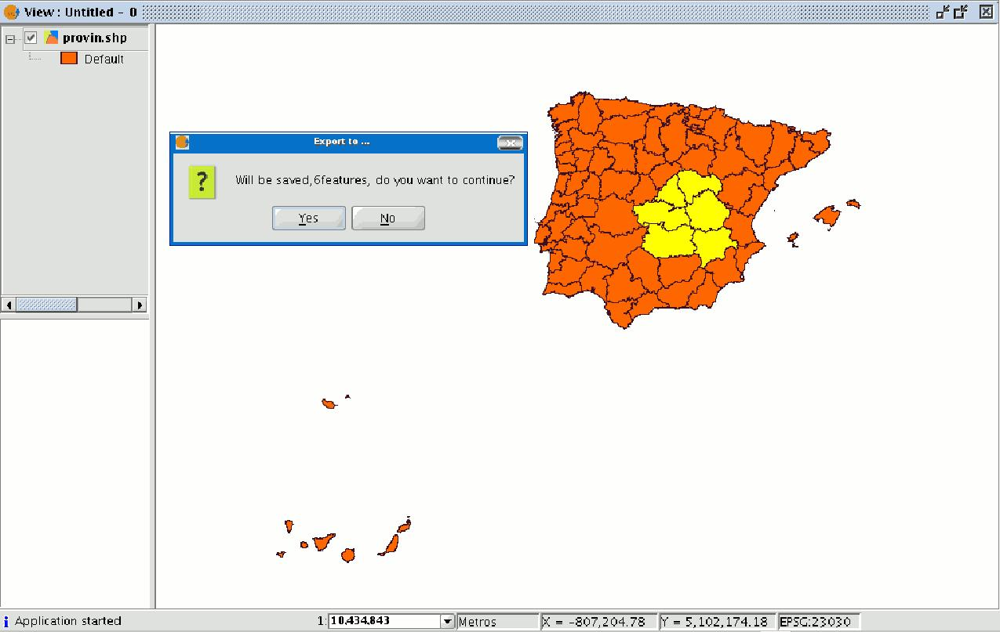 View : Untitled - 0
provin.shp
Default
Export to ...
?
Will be saved,6features, do you want to continue?
Yes
No
Application started
1:
10,434,843
Metros
X = -807,204.78
Y = 5,102,174.18
EPSG:23030